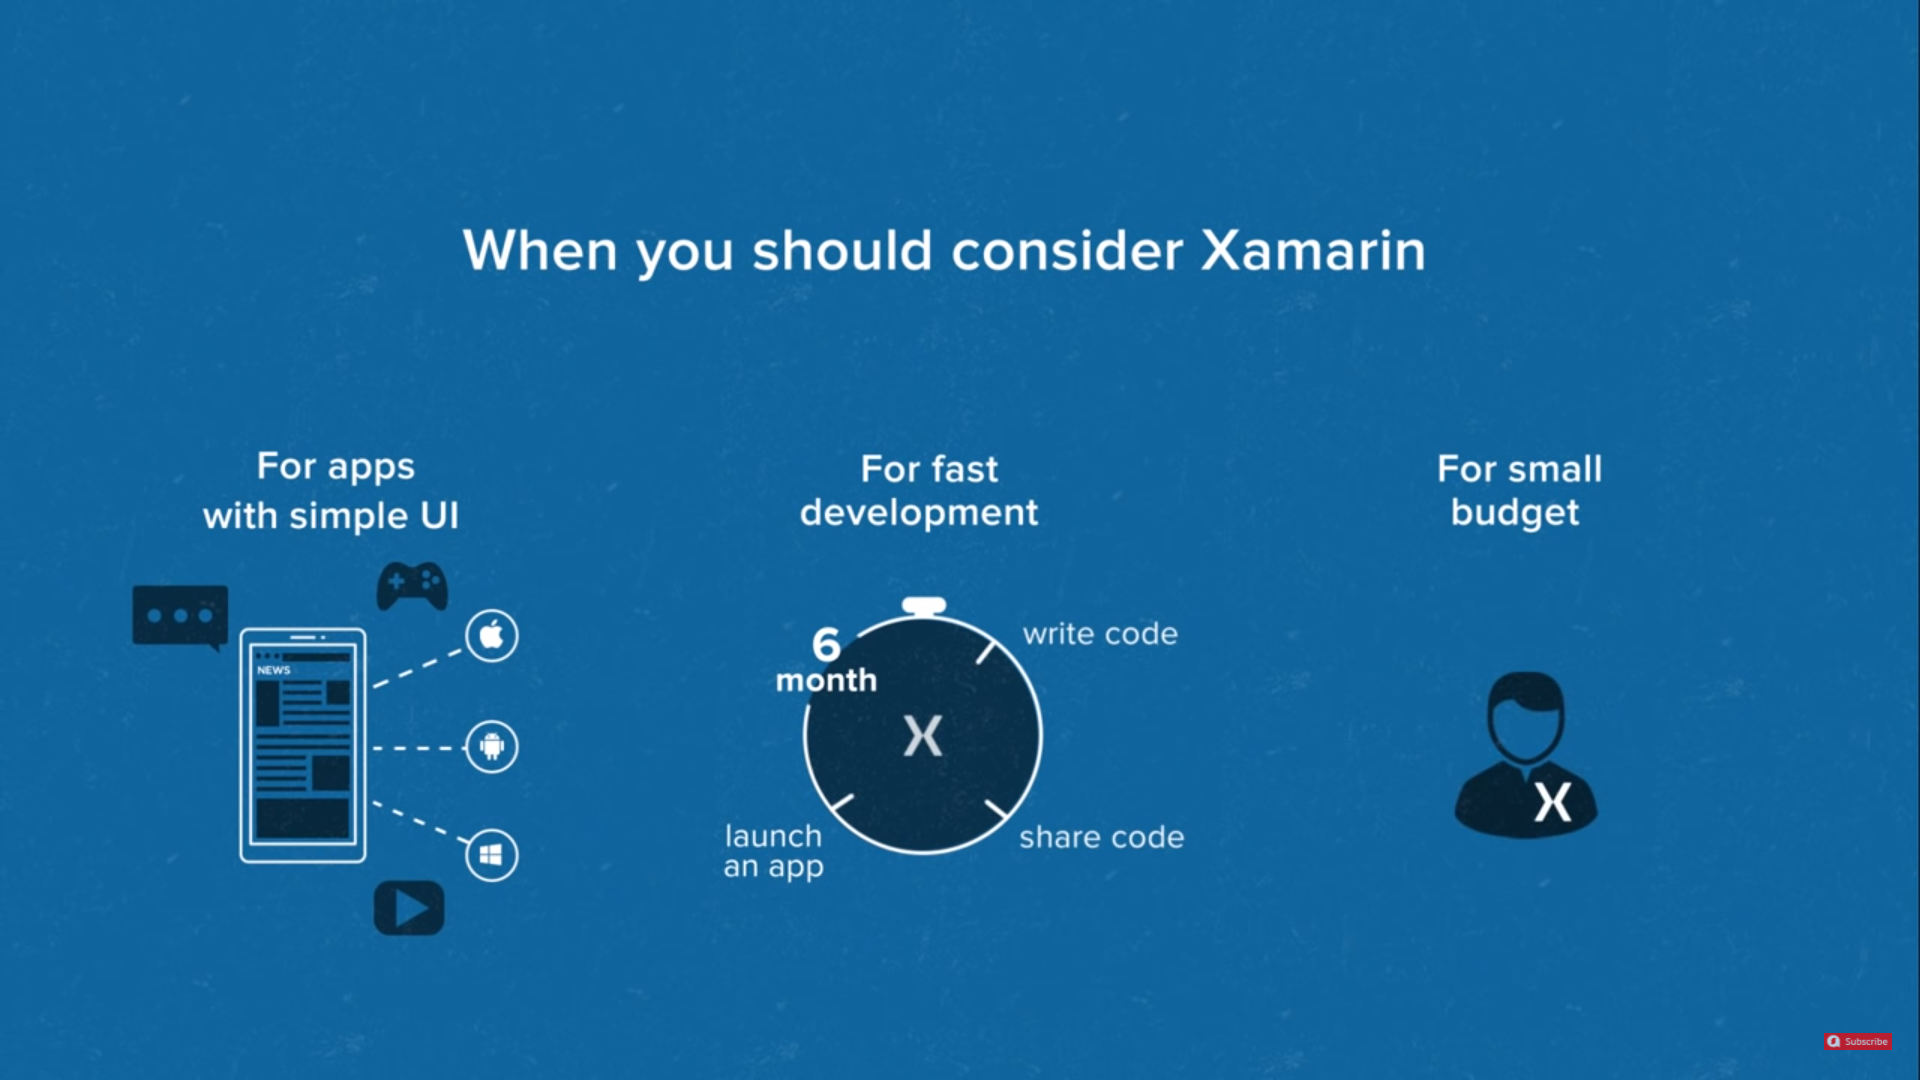 When you should consider Xamarin
For apps
with simple UI
NEWS
For fast
development
6
month
write code
X
launch
an app
share code
For small
budget
X
Subscribe